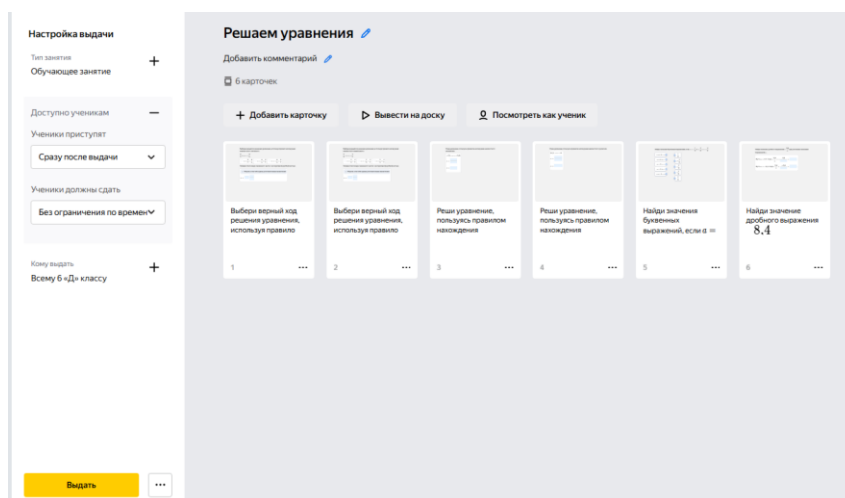 Настройка выдачи
Тип занятия
Обучающее занятие
Доступно ученикам
Ученики приступят
Сразу после выдачи
Ученики должны сдать
Без ограничения по времен
Кому выдать
Всему 6 «Д» классу
Выдать
Решаем уравнения
Добавить комментарий
6 карточек
+ Добавить карточку
Вывести на доску
Посмотреть как ученик
Выбери верный ход
решения уравнения,
используя правило
1
Выбери верный ход
решения уравнения,
используя правило
2
Реши уравнение,
пользуясь правилом
нахождения
3
Реши уравнение,
пользуясь правилом
нахождения
4
Найди значения
буквенных
выражений, если d =
5
Найди значение
дробного выражения
8.4
6